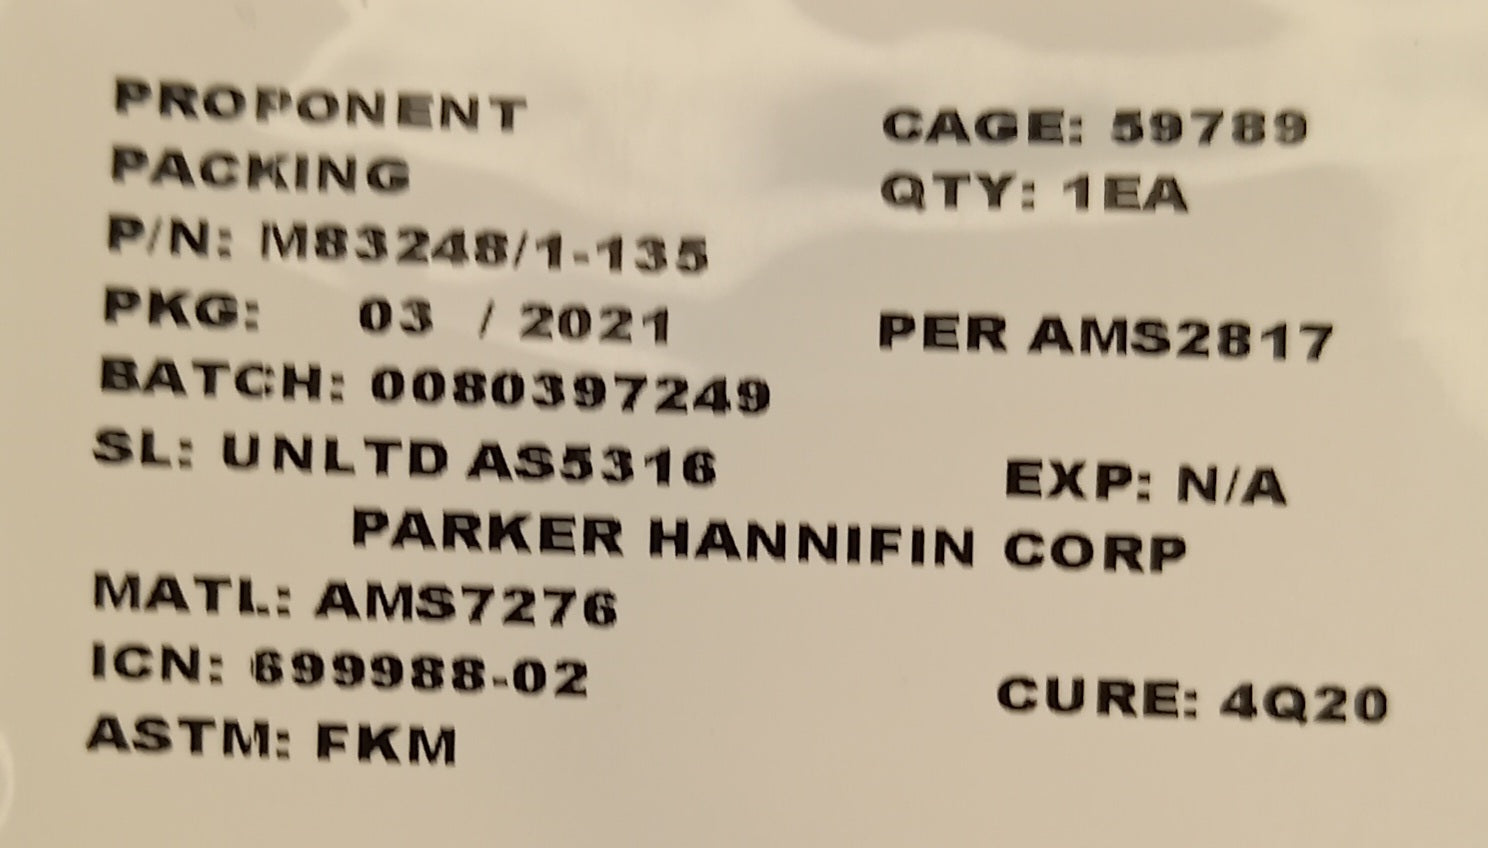 PROPONENT
CAGE: 59789
PACKING
QTY: 1EA
P/N: M83248/1-135
PKG: 03 / 2021
PER AMS2817
BATCH: 0080397249
SL: UNLTD AS5316
EXP: N/A
PARKER HANNIFIN CORP
MATL: AMS7276
ICN: 699988-02
CURE: 4Q20
ASTM: FKM